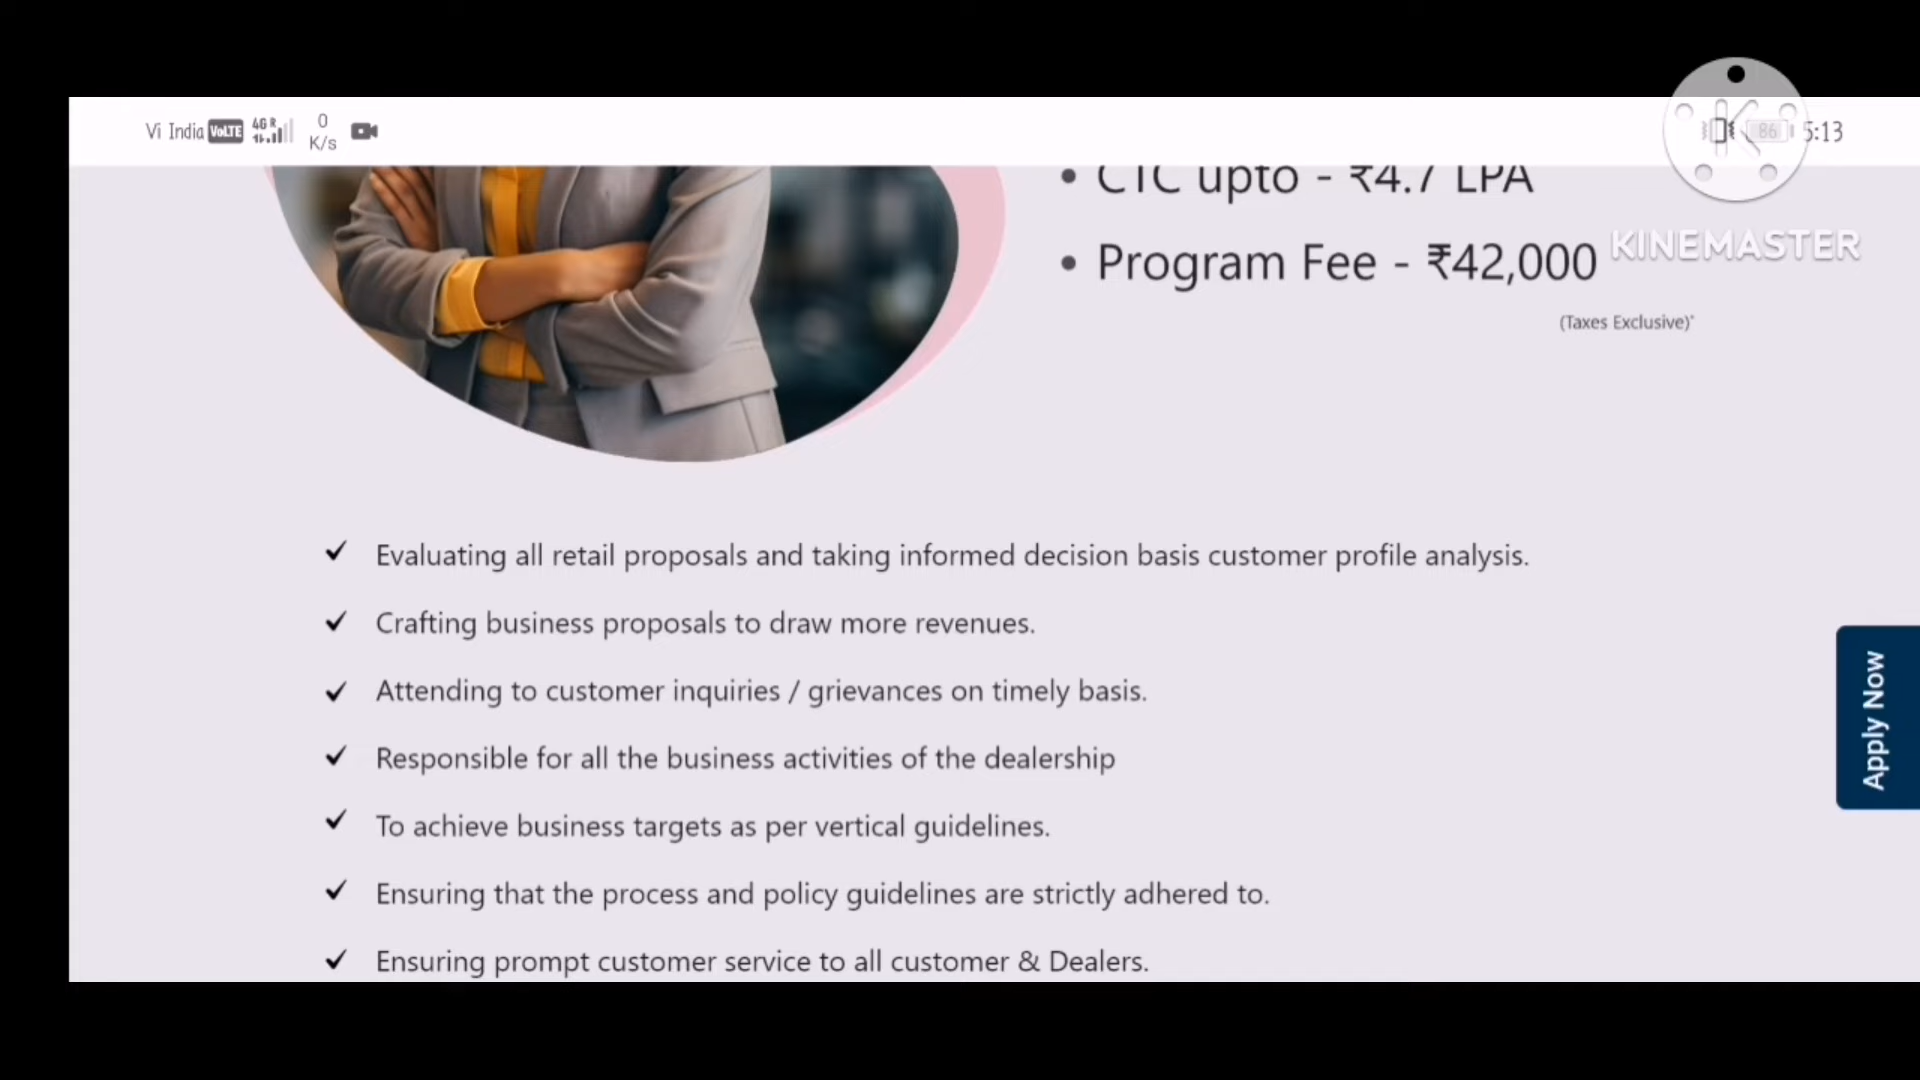 Vi India VoLTE 4G R 0 K/s 86 5:13
• CTC upto - ₹4.7 LPA
• Program Fee - ₹42,000
KINEMASTER
(Taxes Exclusive)*
✓ Evaluating all retail proposals and taking informed decision basis customer profile analysis.
✓ Crafting business proposals to draw more revenues.
✓ Attending to customer inquiries / grievances on timely basis.
✓ Responsible for all the business activities of the dealership
Apply Now
✓ To achieve business targets as per vertical guidelines.
✓ Ensuring that the process and policy guidelines are strictly adhered to.
✓ Ensuring prompt customer service to all customer & Dealers.